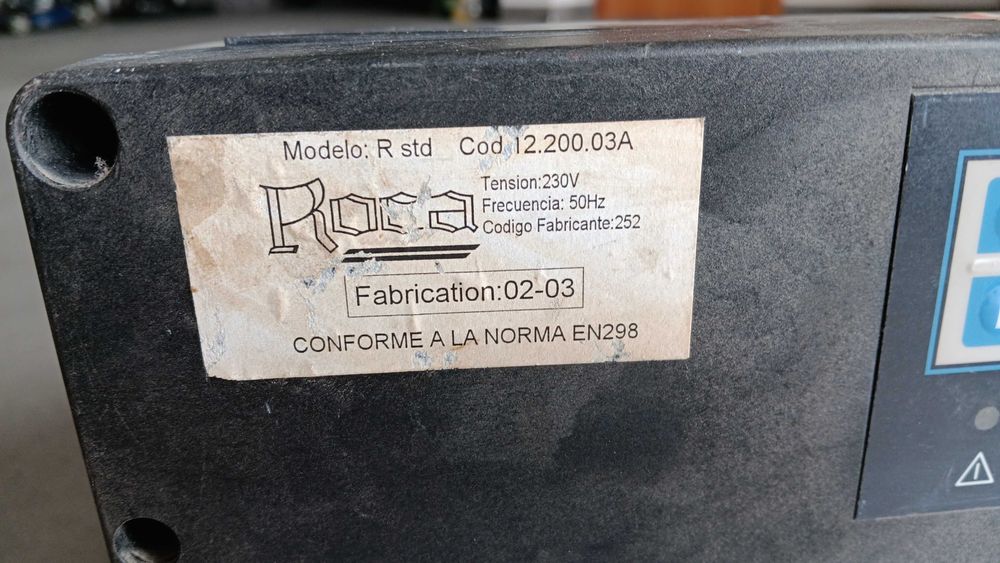 Modelo: R std Cod 12.200.03A
Roca
Tension:230V
Frecuencia: 50Hz
Codigo Fabricante:252
Fabrication:02-03
CONFORME A LA NORMA EN298